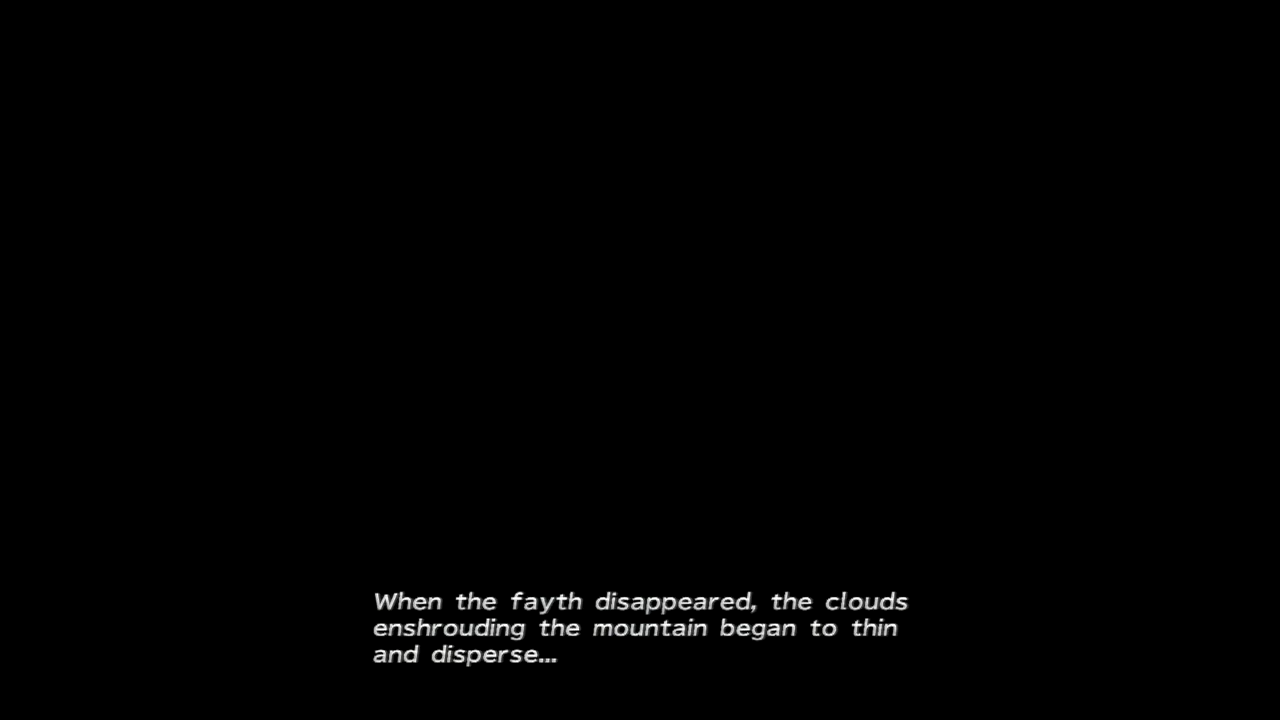 When the fayth disappeared, the clouds
enshrouding the mountain began to thin
and disperse...